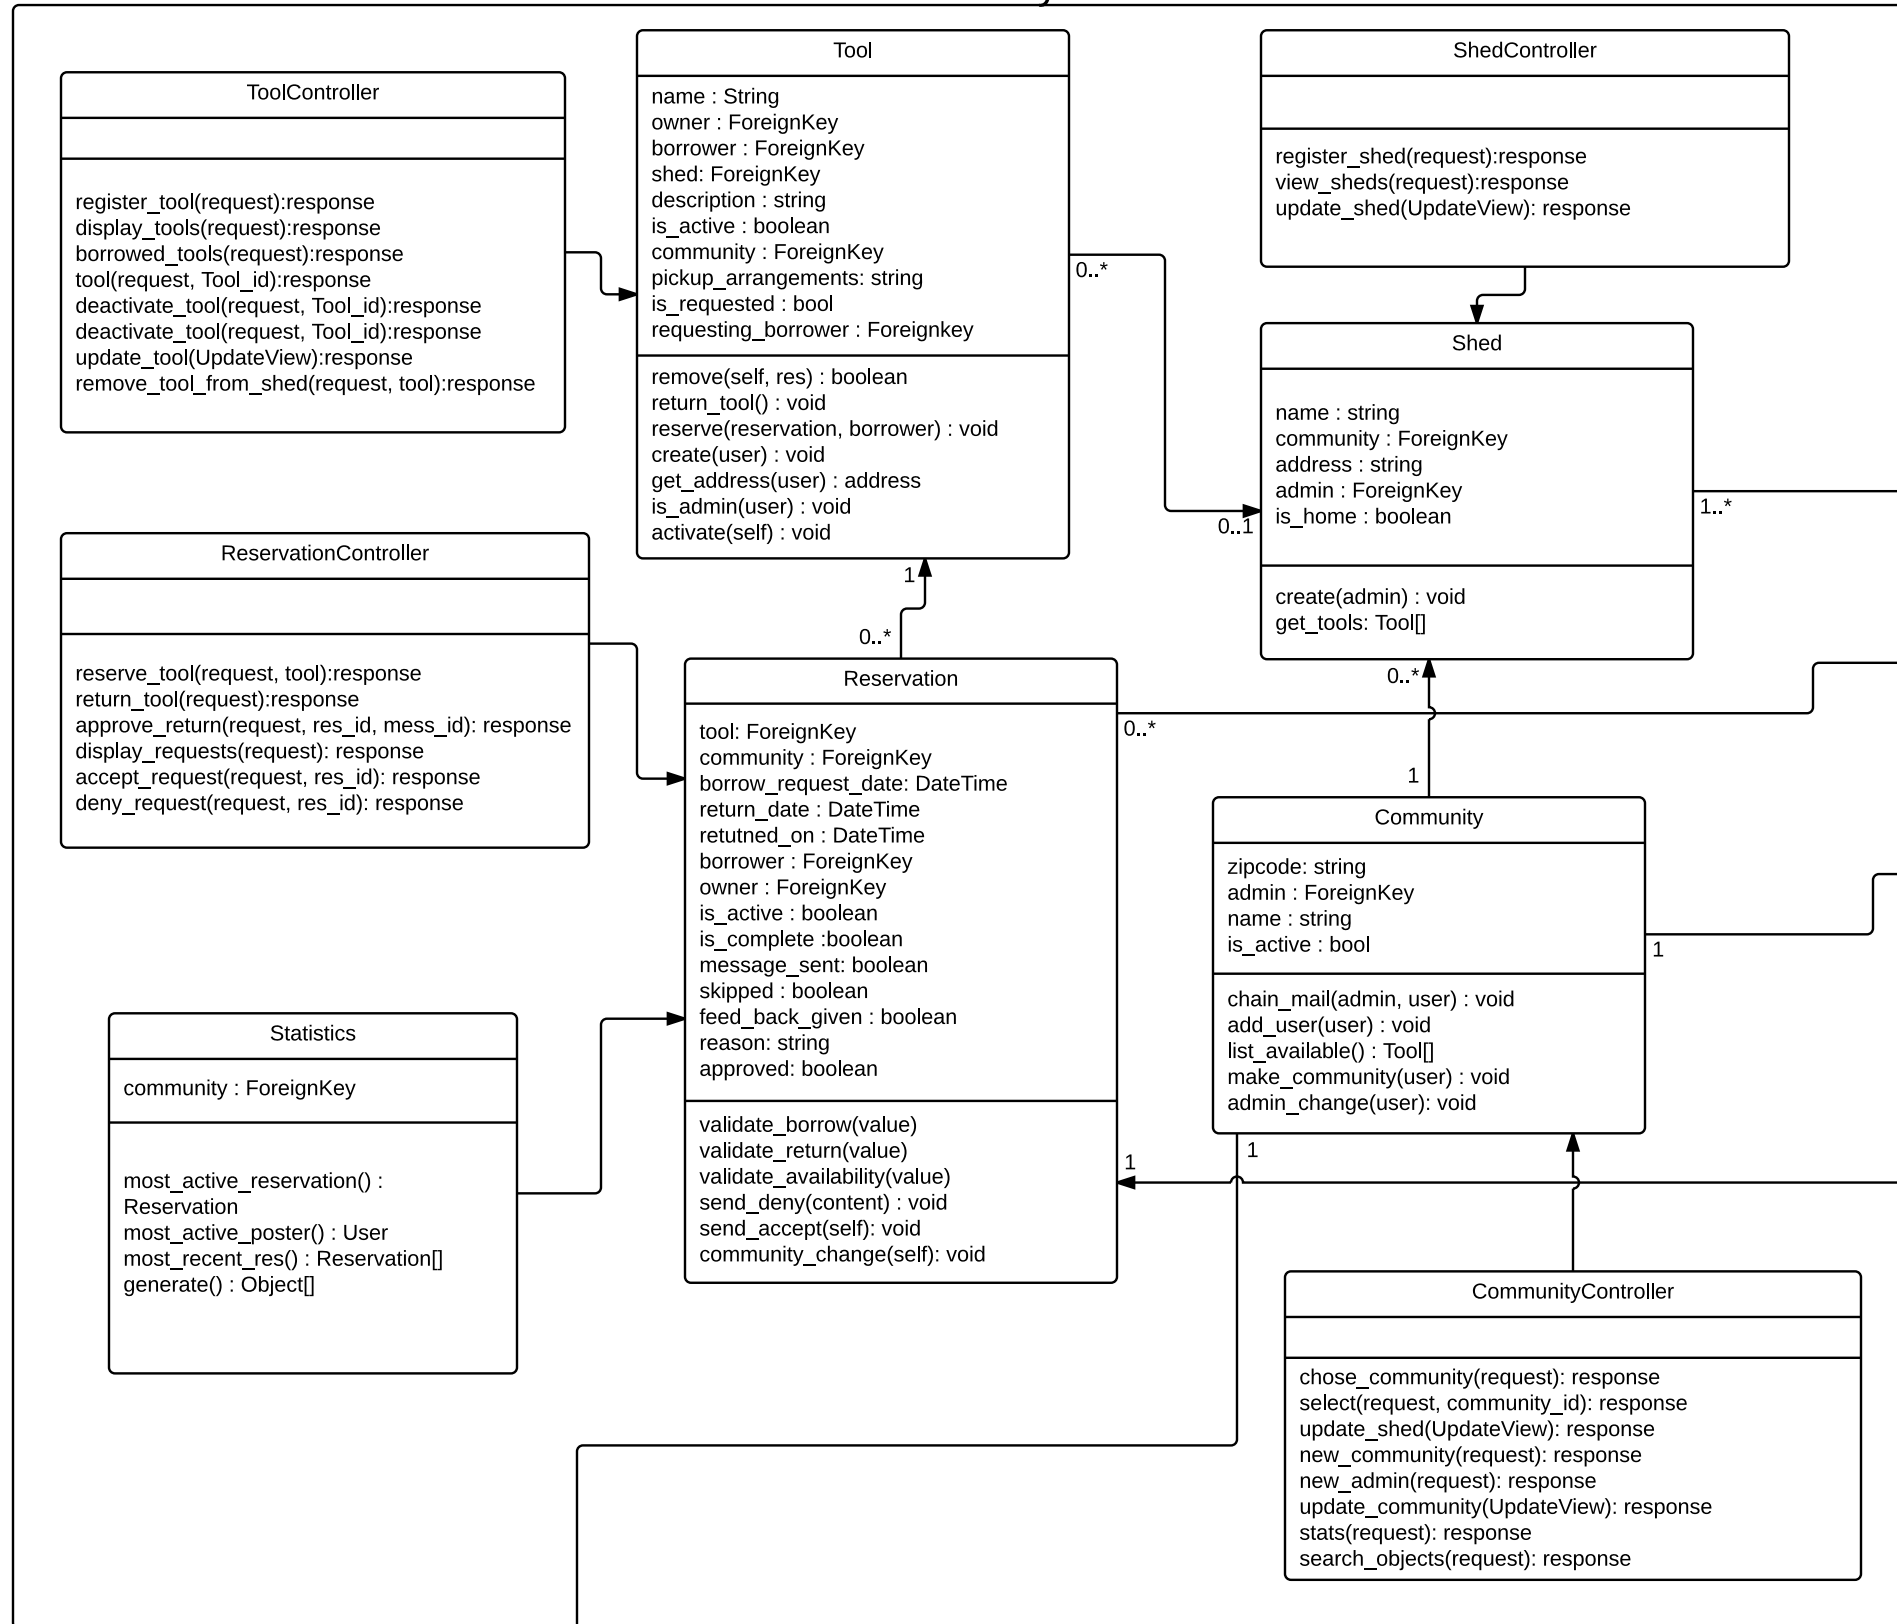 ToolController
register_tool(request):response
display_tools(request):response
borrowed_tools(request):response
tool(request, Tool_id):response
deactivate_tool(request, Tool_id):response
deactivate_tool(request, Tool_id):response
update_tool(UpdateView):response
remove_tool_from_shed(request, tool):response
Tool
name : String
owner : ForeignKey
borrower : ForeignKey
shed: ForeignKey
description : string
is_active : boolean
community : ForeignKey
pickup_arrangements: string
is_requested : bool
requesting_borrower : Foreignkey
remove(self, res) : boolean
return_tool() : void
reserve(reservation, borrower) : void
create(user) : void
get_address(user) : address
is_admin(user) : void
activate(self) : void
0..*
0..1
1
0..*
ShedController
register_shed(request):response
view_sheds(request):response
update_shed(UpdateView): response
Shed
name : string
community : ForeignKey
address : string
admin : ForeignKey
is_home : boolean
create(admin) : void
get_tools: Tool[]
1..*
0..*
1
ReservationController
reserve_tool(request, tool):response
return_tool(request):response
approve_return(request, res_id, mess_id): response
display_requests(request): response
accept_request(request, res_id): response
deny_request(request, res_id): response
Reservation
tool: ForeignKey
community : ForeignKey
borrow_request_date: DateTime
return_date : DateTime
retutned_on : DateTime
borrower : ForeignKey
owner : ForeignKey
is_active : boolean
is_complete :boolean
message_sent: boolean
skipped : boolean
feed_back_given : boolean
reason: string
approved: boolean
validate_borrow(value)
validate_return(value)
validate_availability(value)
send_deny(content) : void
send_accept(self): void
community_change(self): void
0..*
1
Community
zipcode: string
admin : ForeignKey
name : string
is_active : bool
chain_mail(admin, user) : void
add_user(user) : void
list_available() : Tool[]
make_community(user) : void
admin_change(user): void
1
1
Statistics
community : ForeignKey
most_active_reservation() :
Reservation
most_active_poster() : User
most_recent_res() : Reservation[]
generate() : Object[]
CommunityController
chose_community(request): response
select(request, community_id): response
update_shed(UpdateView): response
new_community(request): response
new_admin(request): response
update_community(UpdateView): response
stats(request): response
search_objects(request): response